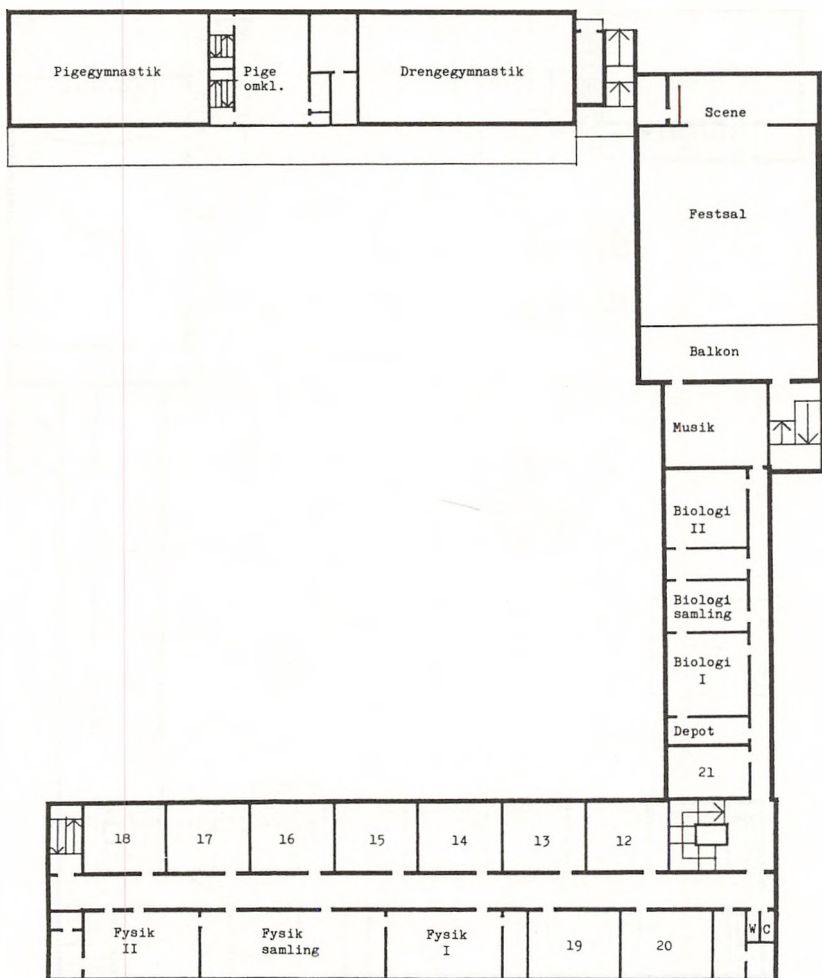 Pigegymnastik
Pige
omkl.
Drengegymnastik
Scene
Festsal
Balkon
Musik
Biologi
II
Biologi
samling
Biologi
I
Depot
21
18
17
16
15
14
13
12
Fysik
II
Fysik
samling
Fysik
I
19
20
W C